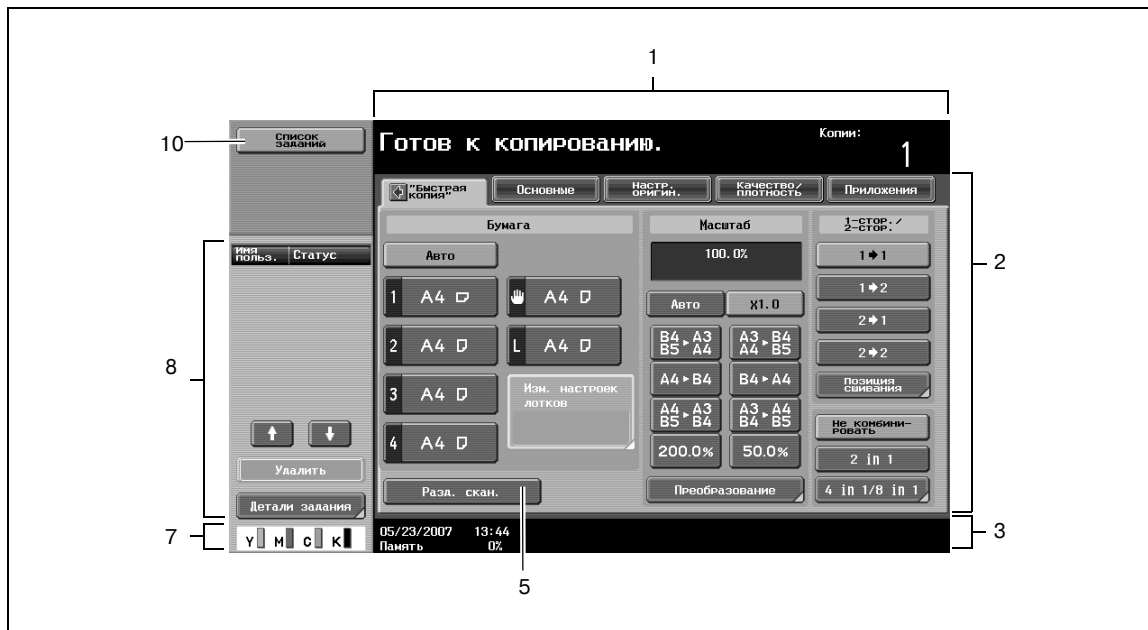 1
10
Список
заданий
Готов к копированию.
Копии:
1
"Быстрая
копия"
Основные
Настр.
оригин.
Качество/
плотность
Приложения
Бумага
Масштаб
1-стор./
2-стор.
2
Имя
польз.
Статус
Авто
100.0%
1➔1
1 A4
A4
Авто
x1.0
1➔2
2➔1
2 A4
L A4
B4▸A3
B5▸A4
A3▸B4
A4▸B5
2➔2
8
3 A4
Изм. настроек
лотков
A4▸B4
B4▸A4
Позиция
сшивания
4 A4
A4▸A3
B5▸B4
A3▸A4
B4▸B5
Не комбини-
ровать
200.0%
50.0%
2 in 1
Удалить
Разд. скан.
Преобразование
4 in 1/8 in 1
Детали задания
7
Y M C K
05/23/2007 13:44
Память 0%
3
5